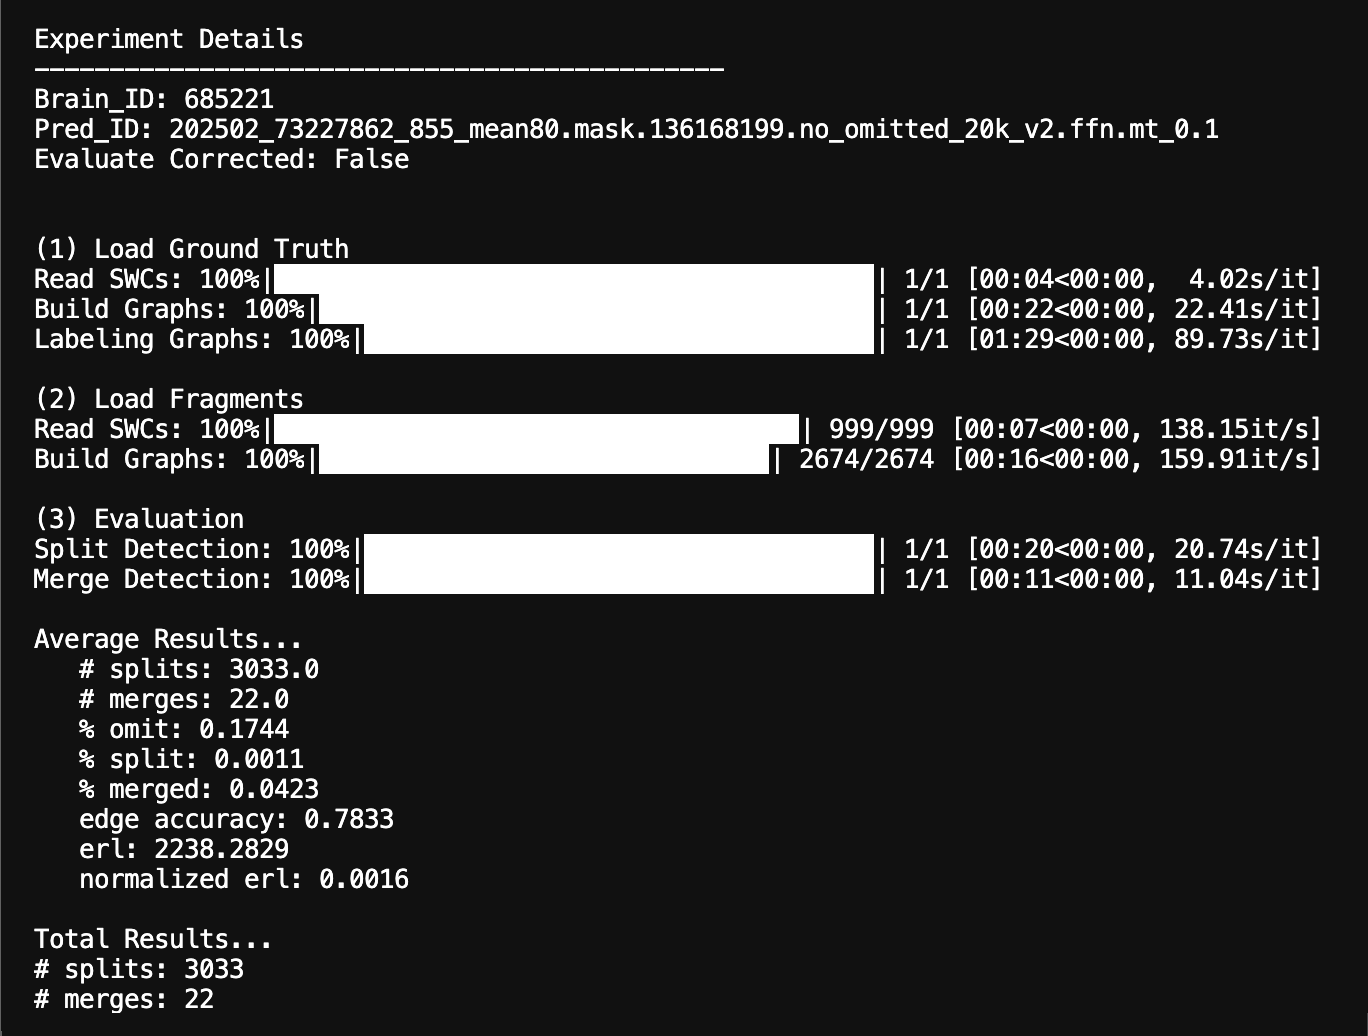 Experiment Details
----------------------------------------------
Brain_ID: 685221
Pred_ID: 202502_73227862_855_mean80.mask.136168199.no_omitted_20k_v2.ffn.mt_0.1
Evaluate Corrected: False
(1) Load Ground Truth
Read SWCs: 100%| | 1/1 [00:04<00:00,  4.02s/it]
Build Graphs: 100%| | 1/1 [00:22<00:00, 22.41s/it]
Labeling Graphs: 100%| | 1/1 [01:29<00:00, 89.73s/it]
(2) Load Fragments
Read SWCs: 100%| | 999/999 [00:07<00:00, 138.15it/s]
Build Graphs: 100%| | 2674/2674 [00:16<00:00, 159.91it/s]
(3) Evaluation
Split Detection: 100%| | 1/1 [00:20<00:00, 20.74s/it]
Merge Detection: 100%| | 1/1 [00:11<00:00, 11.04s/it]
Average Results...
# splits: 3033.0
# merges: 22.0
% omit: 0.1744
% split: 0.0011
% merged: 0.0423
edge accuracy: 0.7833
erl: 2238.2829
normalized erl: 0.0016
Total Results...
# splits: 3033
# merges: 22